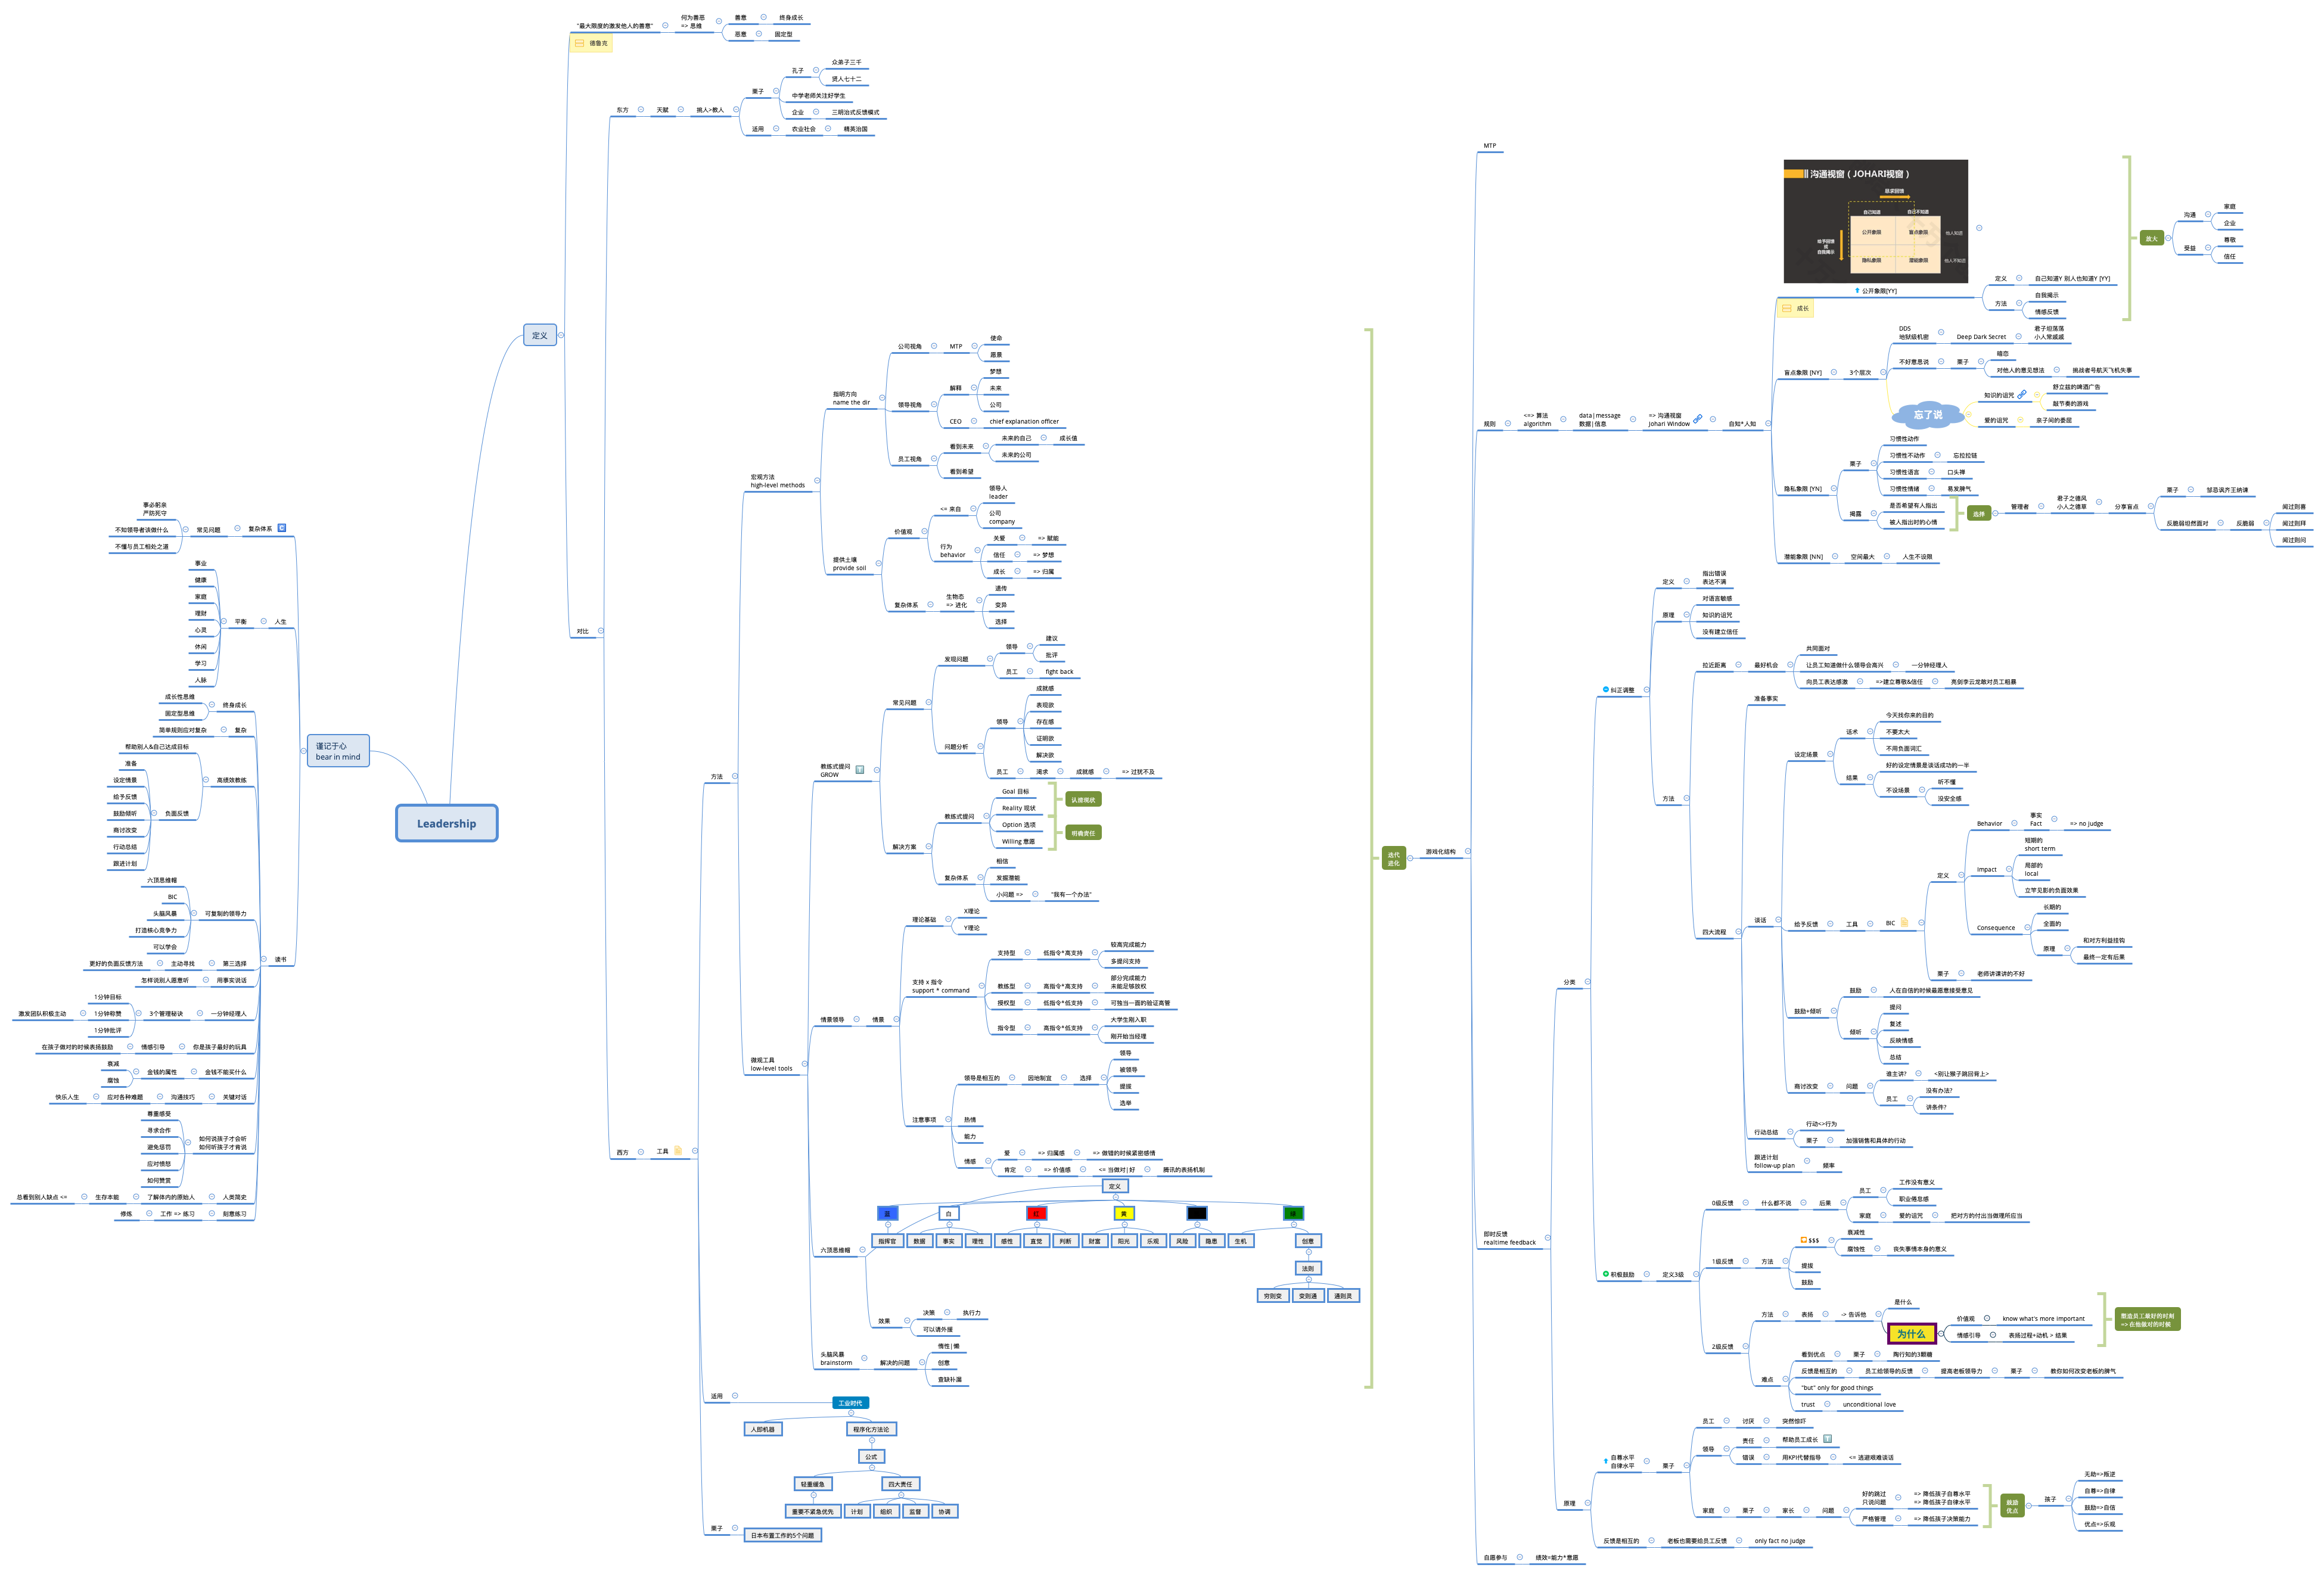 Leadership
定义
"最大限度的激发他人的善意"
德鲁克
何为善恶
=> 思维
善意
终身成长
恶意
固定型
对比
东方
天赋
挑人>教人
栗子
孔子
众弟子三千
贤人七十二
中学老师关注好学生
企业
三明治式反馈模式
适用
农业社会
精英治国
西方
工具
方法
宏观方法
high-level methods
指明方向
name the dir
公司视角
MTP
使命
愿景
领导视角
解释
梦想
未来
公司
CEO
chief explanation officer
员工视角
看到未来
未来的自己
成长值
未来的公司
看到希望
提供土壤
provide soil
价值观
<= 来自
领导人
leader
公司
company
行为
behavior
关爱
=> 赋能
信任
=> 梦想
成长
=> 归属
复杂体系
生物态
=> 进化
遗传
变异
选择
微观工具
low-level tools
教练式提问
GROW
常见问题
发现问题
领导
建议
批评
员工
fight back
问题分析
领导
成就感
表现欲
存在感
证明欲
解决欲
员工
渴求
成就感
=> 过犹不及
解决方案
教练式提问
Goal 目标
Reality 现状
Option 选项
Willing 意愿
认清现状
明确责任
复杂体系
相信
发掘潜能
小问题 =>
"我有一个办法"
情景领导
情景
理论基础
X理论
Y理论
支持 x 指令
support * command
支持型
低指令*高支持
较高完成能力
多提问支持
教练型
高指令*高支持
部分完成能力
未能足够放权
授权型
低指令*低支持
可独当一面的验证高管
指令型
高指令*低支持
大学生刚入职
刚开始当经理
注意事项
领导是相互的
因地制宜
选择
领导
被领导
提拔
选举
热情
能力
情感
爱
=> 归属感
=> 做错的时候紧密感情
肯定
=> 价值感
<= 当做对|好
腾讯的表扬机制
六顶思维帽
定义
蓝
指挥官
白
数据
事实
理性
红
感性
直觉
判断
黄
财富
阳光
乐观
风险
隐患
绿
生机
创意
法则
穷则变
变则通
通则灵
效果
决策
执行力
可以请外援
头脑风暴
brainstorm
解决的问题
惰性|懒
创意
查缺补漏
适用
工业时代
人即机器
程序化方法论
公式
轻重缓急
重要不紧急优先
四大责任
计划
组织
监督
协调
栗子
日本布置工作的5个问题
迭代
进化
游戏化结构
MTP
规则
<=> 算法
algorithm
data|message
数据|信息
=> 沟通视窗
Johari Window
自知*人知
沟通视窗（JOHARI视窗）
恳求回馈
自己知道
自己不知道
公开象限
盲点象限
他人知道
给予回馈
或
自我揭示
隐私象限
潜能象限
他人不知道
公开象限[YY]
成长
定义
自己知道Y 别人也知道Y [YY]
方法
自我揭示
情感反馈
放大
沟通
家庭
企业
受益
尊敬
信任
盲点象限 [NY]
3个层次
DDS
地狱级机密
Deep Dark Secret
君子坦荡荡
小人常戚戚
不好意思说
栗子
暗恋
对他人的意见想法
挑战者号航天飞机失事
忘了说
知识的诅咒
舒立兹的啤酒广告
敲节奏的游戏
爱的诅咒
亲子间的委屈
隐私象限 [YN]
栗子
习惯性动作
习惯性不动作
忘拉拉链
习惯性语言
口头禅
习惯性情绪
易发脾气
揭露
是否希望有人指出
被人指出时的心情
选择
管理者
君子之德风
小人之德草
分享盲点
栗子
邹忌讽齐王纳谏
反脆弱坦然面对
反脆弱
闻过则喜
闻过则拜
闻过则问
潜能象限 [NN]
空间最大
人生不设限
即时反馈
realtime feedback
分类
纠正调整
定义
指出错误
表达不满
原理
对语言敏感
知识的诅咒
没有建立信任
方法
拉近距离
最好机会
共同面对
让员工知道做什么领导会高兴
一分钟经理人
向员工表达感激
=>建立尊敬&信任
亮剑李云龙敢对员工粗暴
四大流程
准备事实
谈话
设定场景
话术
今天找你来的目的
不要太大
不用负面词汇
结果
好的设定情景是谈话成功的一半
不设场景
听不懂
没安全感
给予反馈
工具
BIC
定义
Behavior
事实
Fact
=> no judge
Impact
短期的
short term
局部的
local
立竿见影的负面效果
Consequence
长期的
全面的
原理
和对方利益挂钩
最终一定有后果
栗子
老师讲课讲的不好
鼓励+倾听
鼓励
人在自信的时候最愿意接受意见
倾听
提问
复述
反映情感
总结
商讨改变
问题
谁主讲?
<别让猴子跳回背上>
员工
没有办法?
讲条件?
行动总结
行动<>行为
栗子
加强销售和具体的行动
跟进计划
follow-up plan
频率
积极鼓励
定义3级
0级反馈
什么都不说
后果
员工
工作没有意义
职业倦怠感
家庭
爱的诅咒
把对方的付出当做理所应当
1级反馈
方法
$$$
衰减性
腐蚀性
丧失事情本身的意义
提拔
鼓励
2级反馈
方法
表扬
-> 告诉他
是什么
为什么
价值观
know what's more important
情感引导
表扬过程+动机 > 结果
塑造员工最好的时刻
=> 在他做对的时候
难点
看到优点
栗子
陶行知的3颗糖
反馈是相互的
员工给领导的反馈
提高老板领导力
栗子
教你如何改变老板的脾气
"but" only for good things
trust
unconditional love
原理
自尊水平
自律水平
栗子
员工
讨厌
突然惊吓
领导
责任
帮助员工成长
错误
用KPI代替指导
<= 逃避艰难谈话
家庭
栗子
家长
问题
好的跳过
只说问题
=> 降低孩子自尊水平
=> 降低孩子自律水平
严格管理
=> 降低孩子决策能力
鼓励
优点
孩子
无助=>叛逆
自尊=>自律
鼓励=>自信
优点=>乐观
反馈是相互的
老板也需要给员工反馈
only fact no judge
自愿参与
绩效=能力*意愿
谨记于心
bear in mind
复杂体系
常见问题
事必躬亲
严防死守
不知领导者该做什么
不懂与员工相处之道
人生
平衡
事业
健康
家庭
理财
心灵
休闲
学习
人脉
读书
终身成长
成长性思维
固定型思维
复杂
简单规则应对复杂
高绩效教练
帮助别人&自己达成目标
负面反馈
准备
设定情景
给予反馈
鼓励倾听
商讨改变
行动总结
跟进计划
可复制的领导力
六顶思维帽
BIC
头脑风暴
打造核心竞争力
可以学会
第三选择
主动寻找
更好的负面反馈方法
用事实说话
怎样说别人愿意听
一分钟经理人
3个管理秘诀
1分钟目标
1分钟称赞
激发团队积极主动
1分钟批评
你是孩子最好的玩具
情感引导
在孩子做对的时候表扬鼓励
金钱不能买什么
金钱的属性
衰减
腐蚀
关键对话
沟通技巧
应对各种难题
快乐人生
如何说孩子才会听
如何听孩子才肯说
尊重感受
寻求合作
避免惩罚
应对愤怒
如何赞赏
人类简史
了解体内的原始人
生存本能
总看到别人缺点 <=
刻意练习
工作 => 练习
修炼